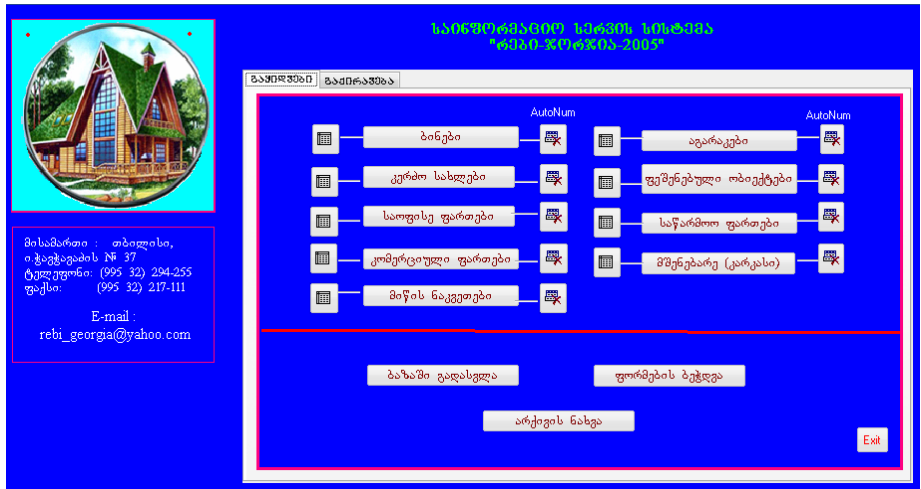 საინფორმაციო სერვის სისტემა
"რები-ჯორჯია-2005"
გაყიდვები
გაქირავება
AutoNum
AutoNum
ბინები
აგარაკები
კერძო სახლები
ფეშენებული ობიექტები
საოფისე ფართები
საწარმოო ფართები
კომერციული ფართები
მშენებარე (კარკასი)
მიწის ნაკვეთები
ბაზაში გადასვლა
ფორმების ბეჭდვა
არქივის ნახვა
Exit
მისამართი : თბილისი,
ი.ჭავჭავაძის № 37
ტელეფონი: (995 32) 294-255
ფაქსი: (995 32) 217-111
E-mail :
rebi_georgia@yahoo.com